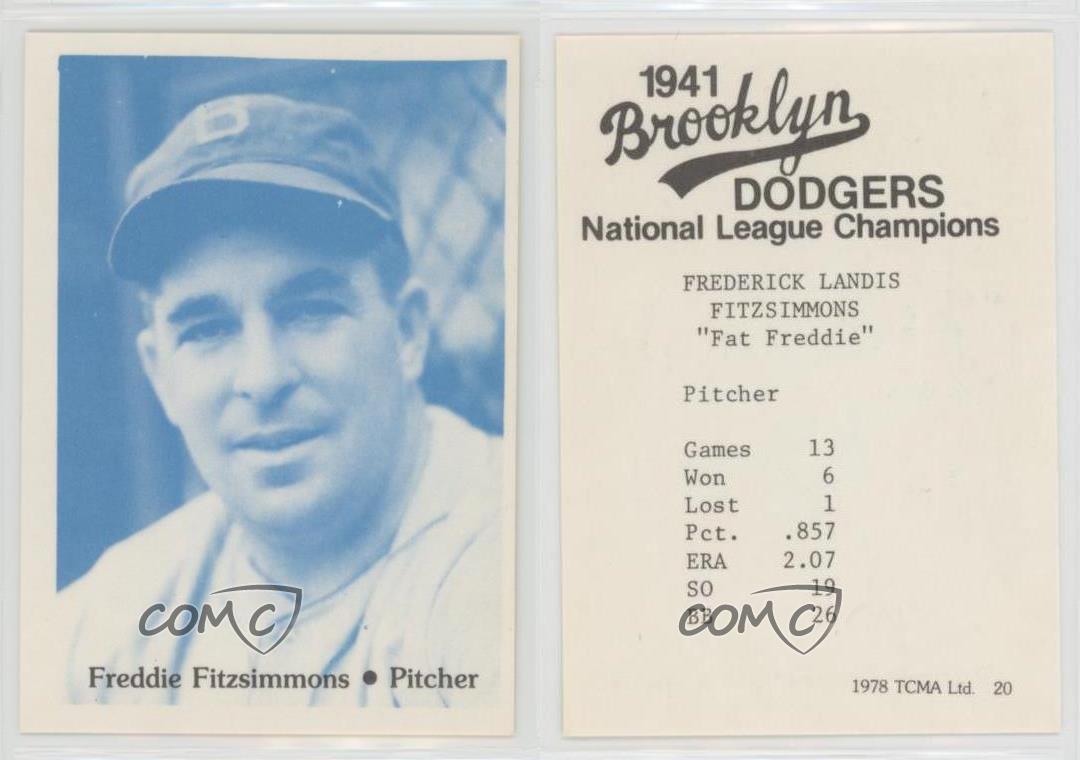 Freddie Fitzsimmons • Pitcher
COMC
B
1941
Brooklyn
DODGERS
National League Champions
FREDERICK LANDIS
FITZSIMMONS
"Fat Freddie"
Pitcher
Games 13
Won 6
Lost 1
Pct. .857
ERA 2.07
SO 19
BB 26
COMC
1978 TCMA Ltd. 20